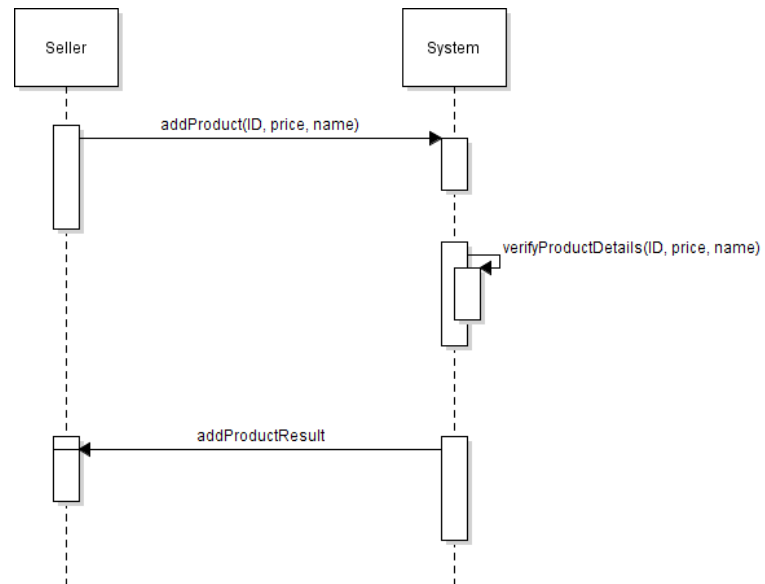 Seller
System
addProduct(ID, price, name)
verifyProductDetails(ID, price, name)
addProductResult